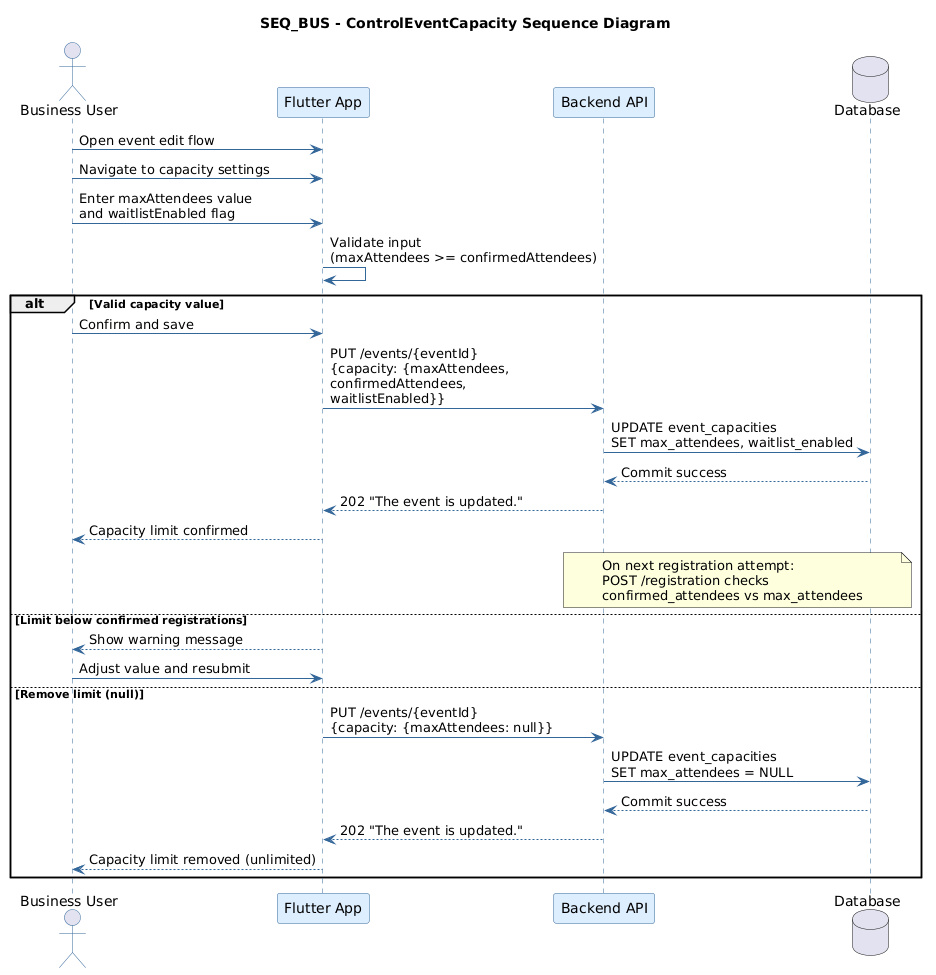 SEQ_BUS - ControlEventCapacity Sequence Diagram
Business User
Flutter App
Backend API
Database
Open event edit flow
Navigate to capacity settings
Enter maxAttendees value
and waitlistEnabled flag
Validate input
(maxAttendees >= confirmedAttendees)
alt
[Valid capacity value]
Confirm and save
PUT /events/{eventId}
{capacity: {maxAttendees,
confirmedAttendees,
waitlistEnabled}}
UPDATE event_capacities
SET max_attendees, waitlist_enabled
Commit success
202 "The event is updated."
Capacity limit confirmed
On next registration attempt:
POST /registration checks
confirmed_attendees vs max_attendees
[Limit below confirmed registrations]
Show warning message
Adjust value and resubmit
[Remove limit (null)]
PUT /events/{eventId}
{capacity: {maxAttendees: null}}
UPDATE event_capacities
SET max_attendees = NULL
Commit success
202 "The event is updated."
Capacity limit removed (unlimited)
Business User
Flutter App
Backend API
Database